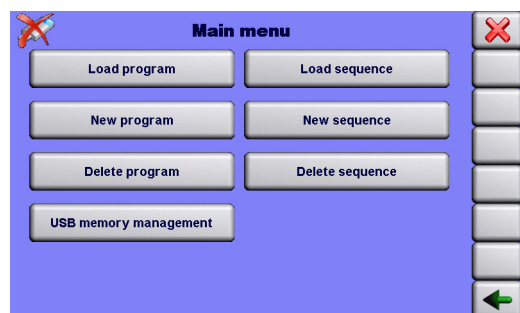 Main menu
Load program
Load sequence
New program
New sequence
Delete program
Delete sequence
USB memory management